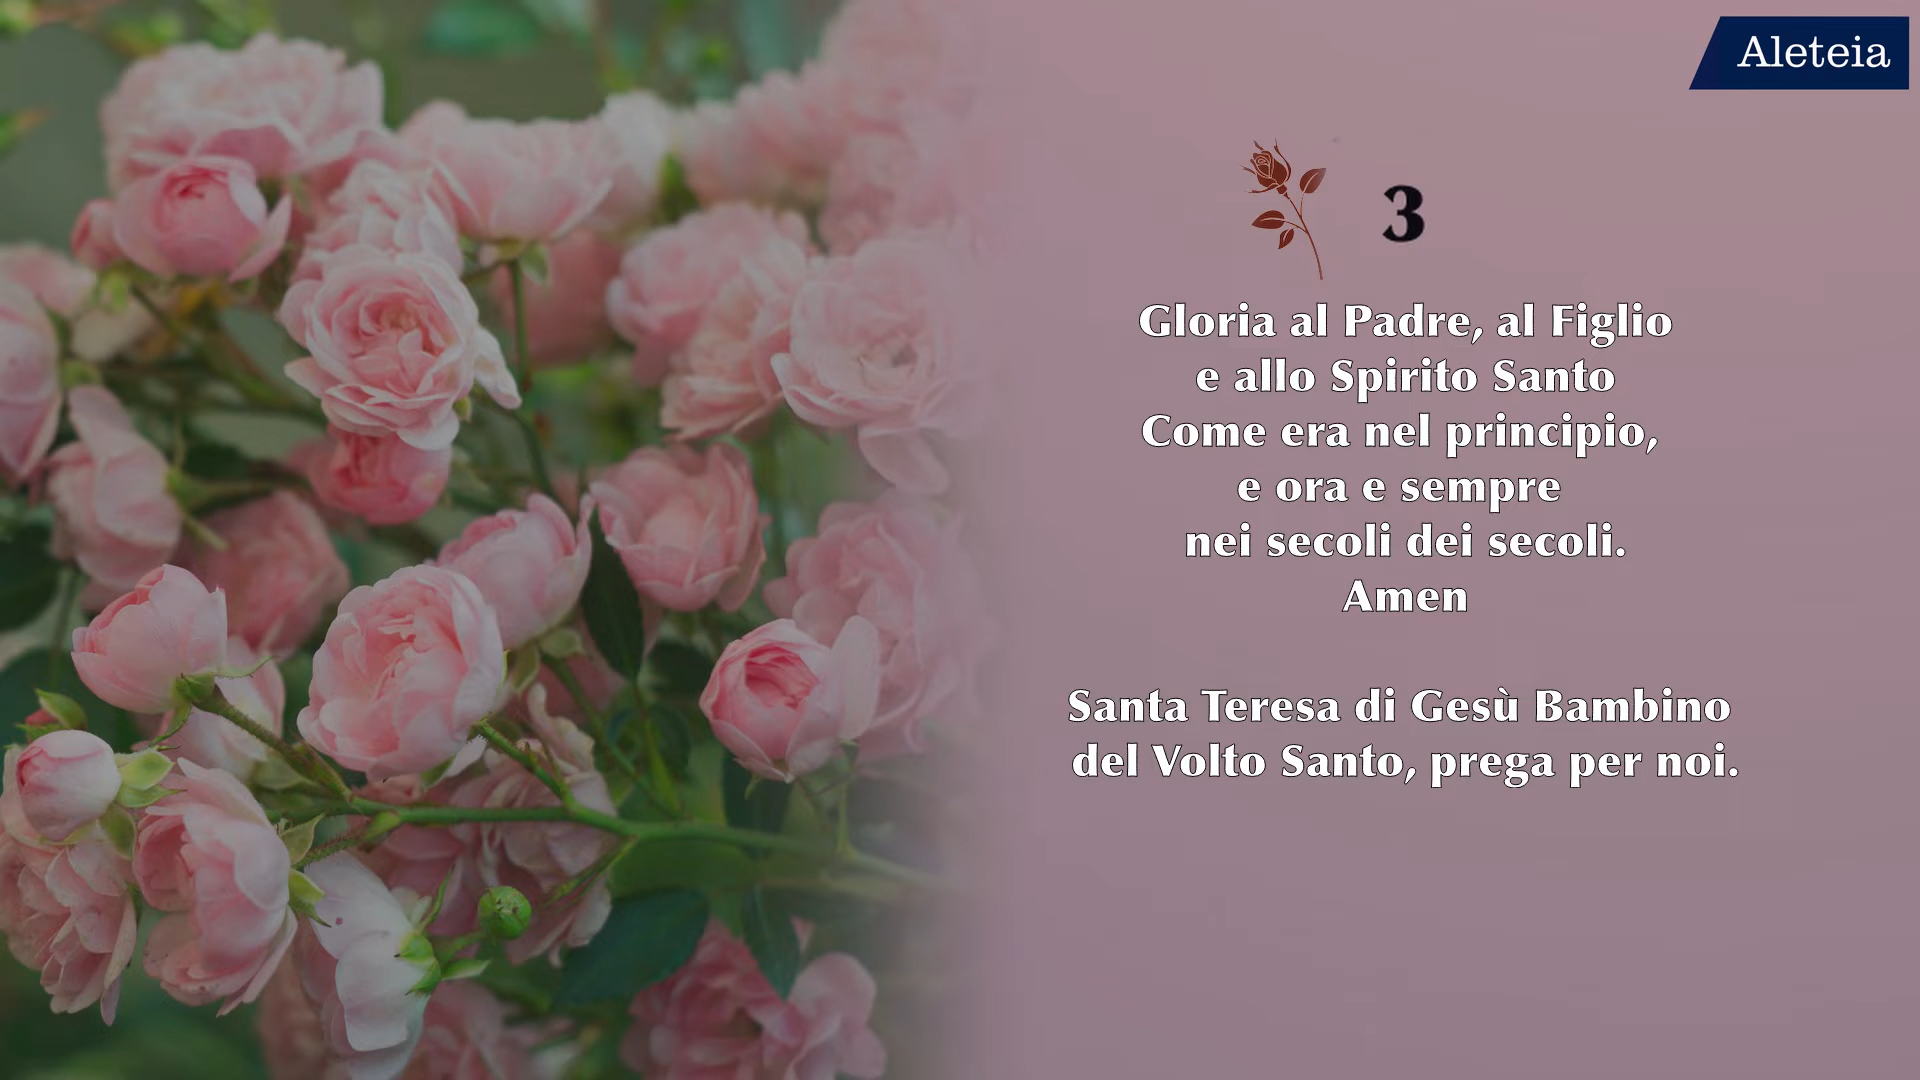 Aleteia
3
Gloria al Padre, al Figlio
e allo Spirito Santo
Come era nel principio,
e ora e sempre
nei secoli dei secoli.
Amen
Santa Teresa di Gesù Bambino
del Volto Santo, prega per noi.